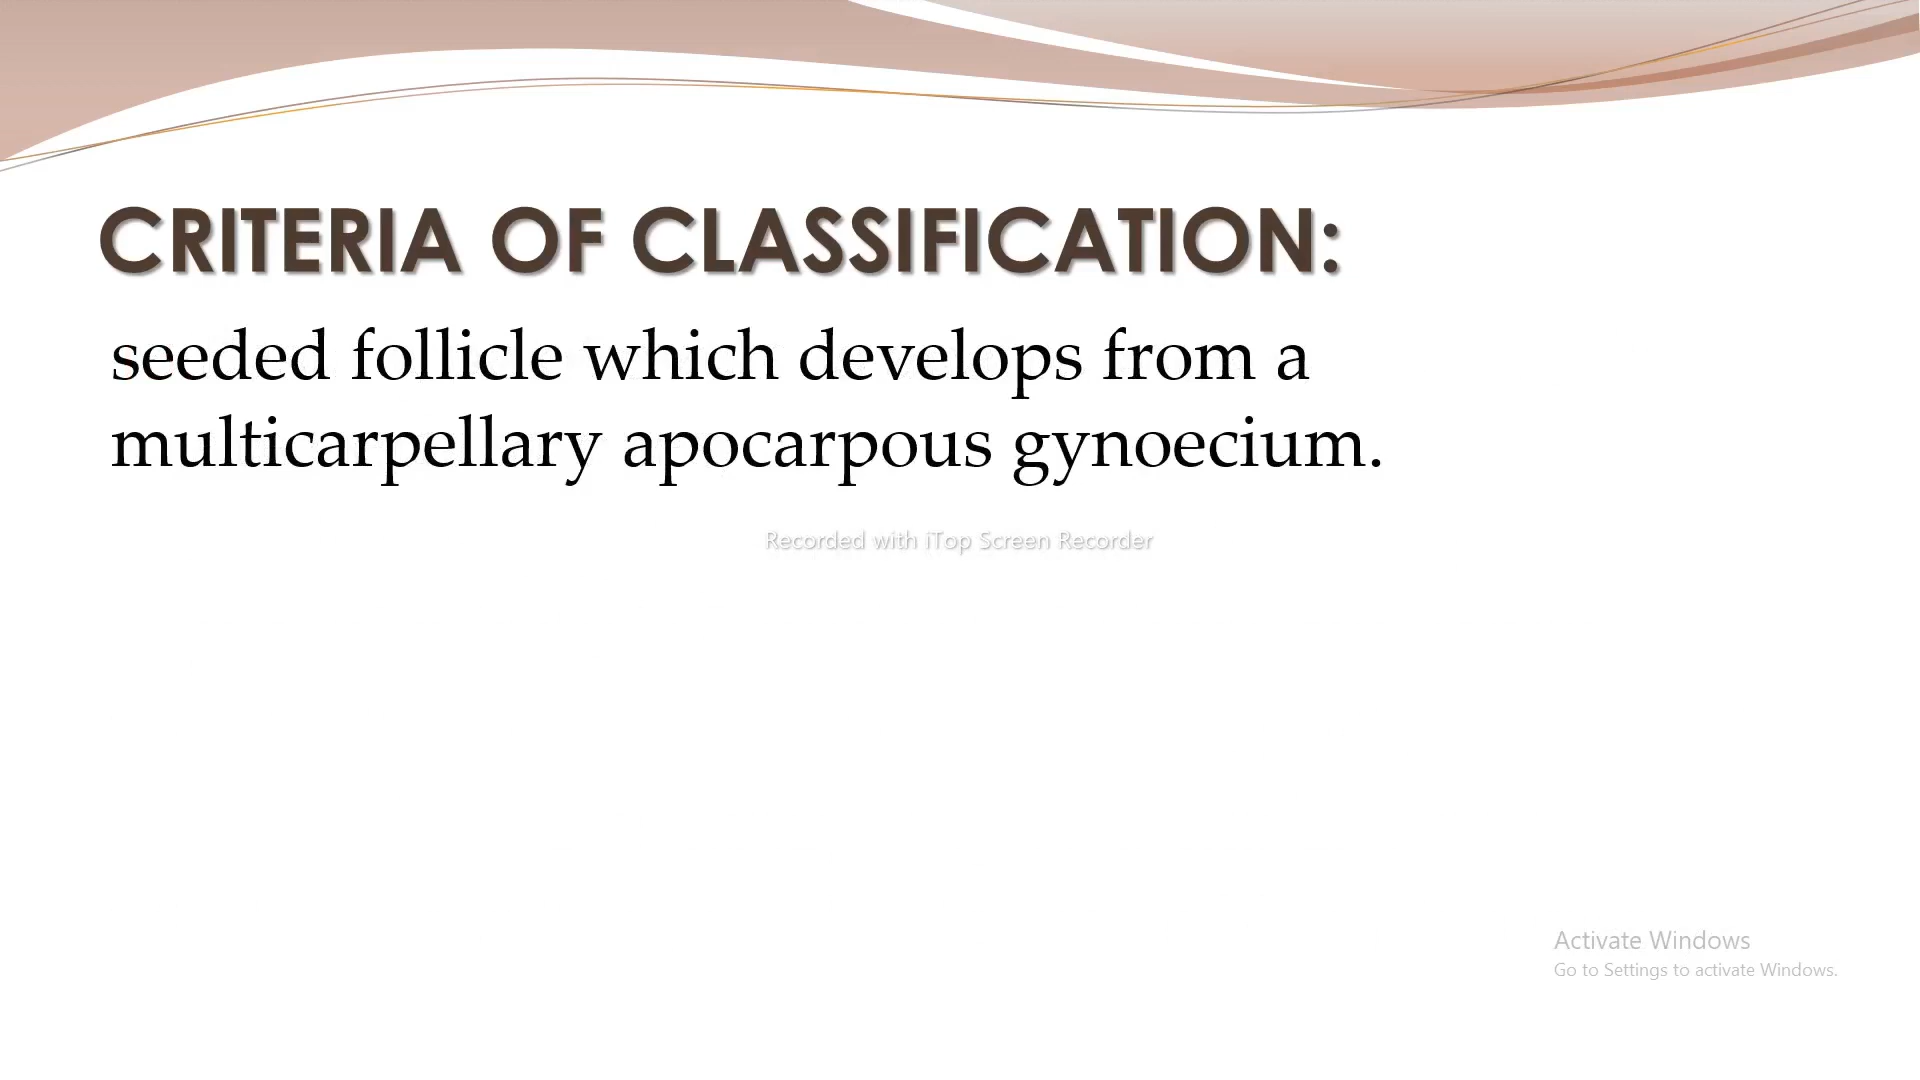 CRITERIA OF CLASSIFICATION:
seeded follicle which develops from a
multicarpellary apocarpous gynoecium.
Recorded with iTop Screen Recorder
Activate Windows
Go to Settings to activate Windows.